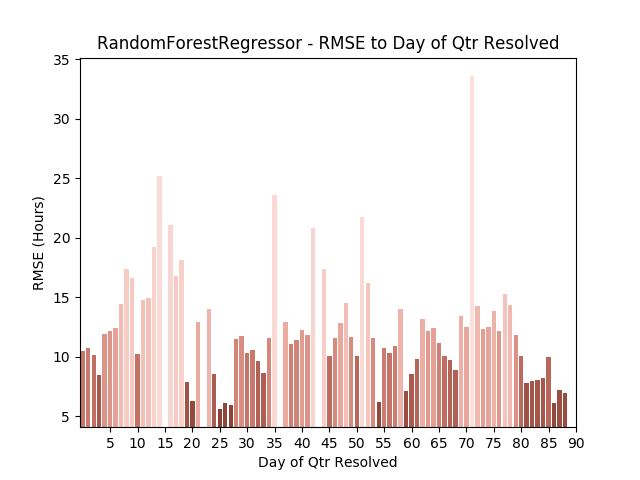 RandomForestRegressor - RMSE to Day of Qtr Resolved
35
30
25
20
15
10
5
RMSE (Hours)
5 10 15 20 25 30 35 40 45 50 55 60 65 70 75 80 85 90
Day of Qtr Resolved